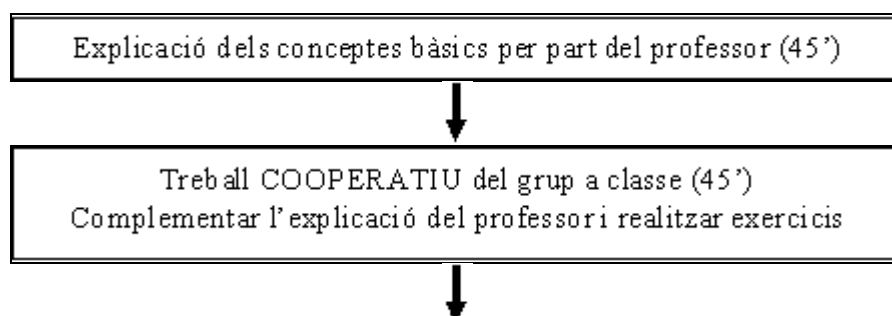 Explicació dels conceptes bàsics per part del professor (45’)
Treball COOPERATIU del grup a classe (45’)
Complementar l’explicació del professor i realitzar exercicis